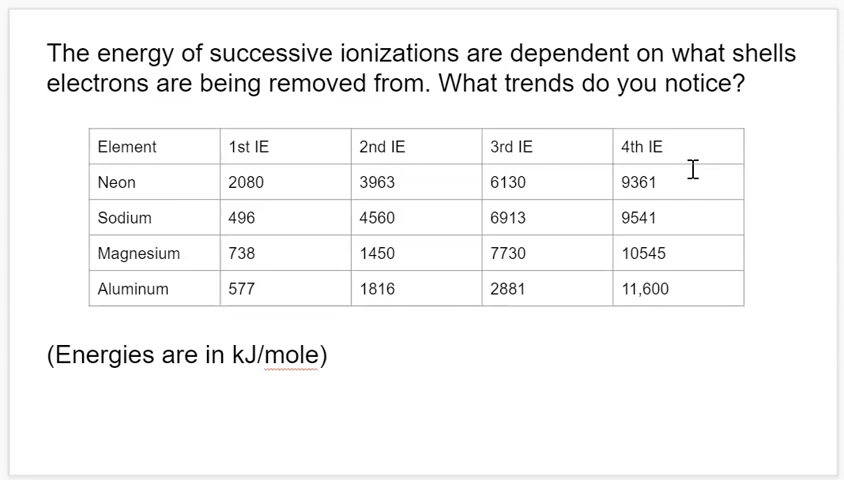 The energy of successive ionizations are dependent on what shells
electrons are being removed from. What trends do you notice?
Element 1st IE 2nd IE 3rd IE 4th IE
Neon 2080 3963 6130 9361
Sodium 496 4560 6913 9541
Magnesium 738 1450 7730 10545
Aluminum 577 1816 2881 11,600
(Energies are in kJ/mole)